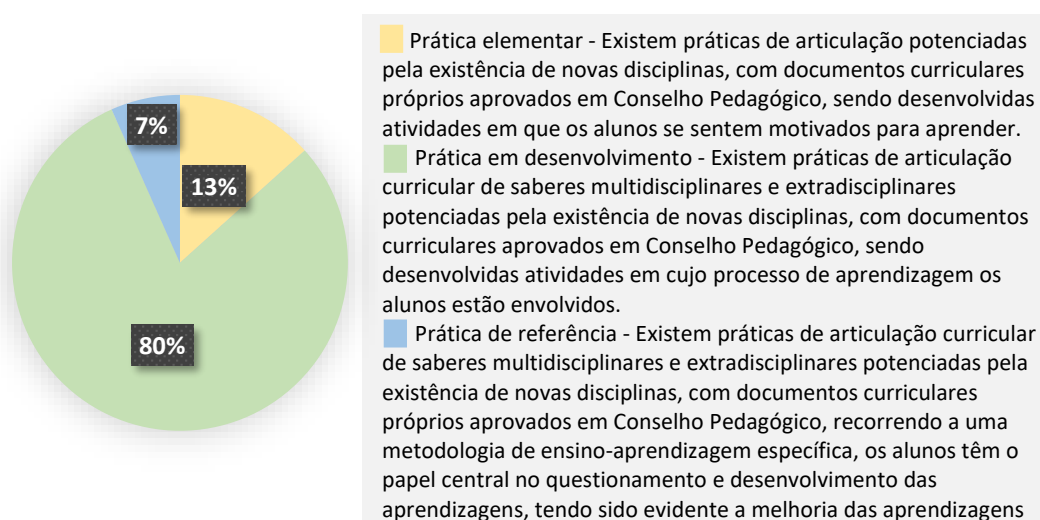 7%
13%
80%
Prática elementar - Existem práticas de articulação potenciadas
pela existência de novas disciplinas, com documentos curriculares
próprios aprovados em Conselho Pedagógico, sendo desenvolvidas
atividades em que os alunos se sentem motivados para aprender.
Prática em desenvolvimento - Existem práticas de articulação
curricular de saberes multidisciplinares e extradisciplinares
potenciadas pela existência de novas disciplinas, com documentos
curriculares aprovados em Conselho Pedagógico, sendo
desenvolvidas atividades em cujo processo de aprendizagem os
alunos estão envolvidos.
Prática de referência - Existem práticas de articulação curricular
de saberes multidisciplinares e extradisciplinares potenciadas pela
existência de novas disciplinas, com documentos curriculares
próprios aprovados em Conselho Pedagógico, recorrendo a uma
metodologia de ensino-aprendizagem específica, os alunos têm o
papel central no questionamento e desenvolvimento das
aprendizagens, tendo sido evidente a melhoria das aprendizagens